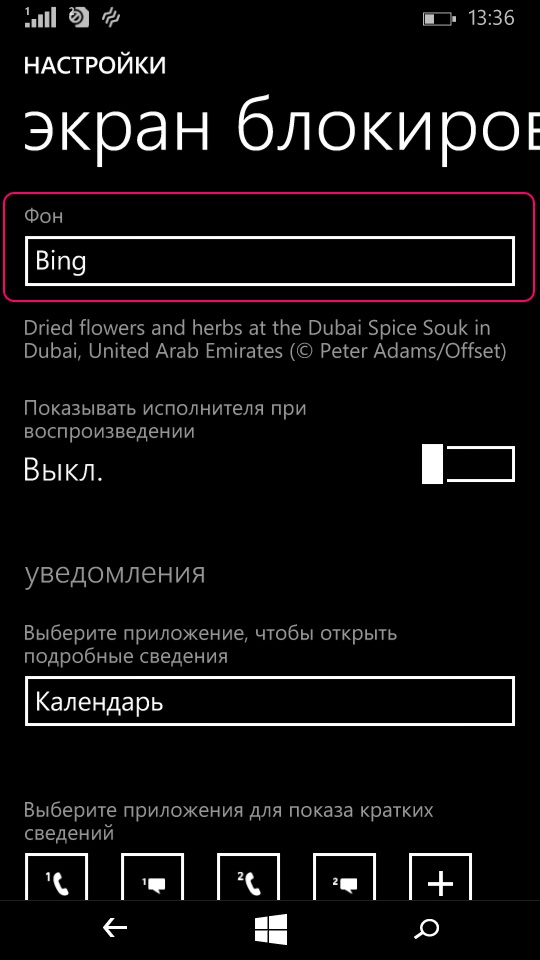 1 2 13:36
НАСТРОЙКИ
экран блокиров
Фон
Bing
Dried flowers and herbs at the Dubai Spice Souk in
Dubai, United Arab Emirates (© Peter Adams/Offset)
Показывать исполнителя при
воспроизведении
Выкл.
уведомления
Выберите приложение, чтобы открыть
подробные сведения
Календарь
Выберите приложения для показа кратких
сведений
1 1 2 2